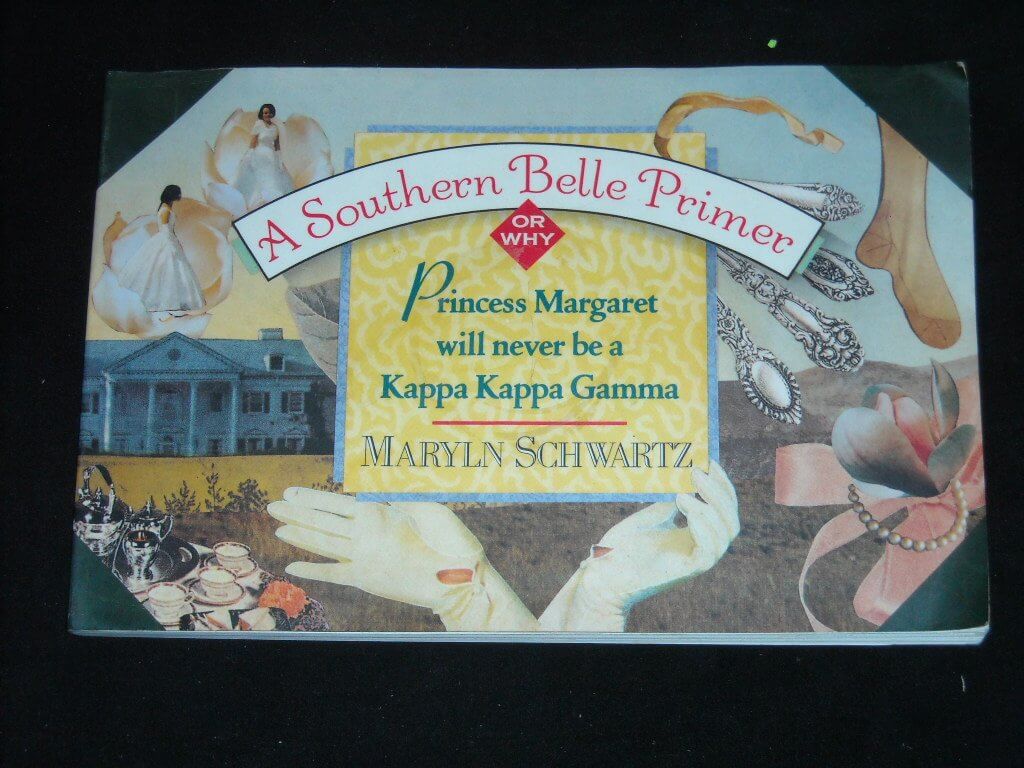 A Southern Belle Primer
OR
WHY
Princess Margaret
will never be a
Kappa Kappa Gamma
MARYLN SCHWARTZ